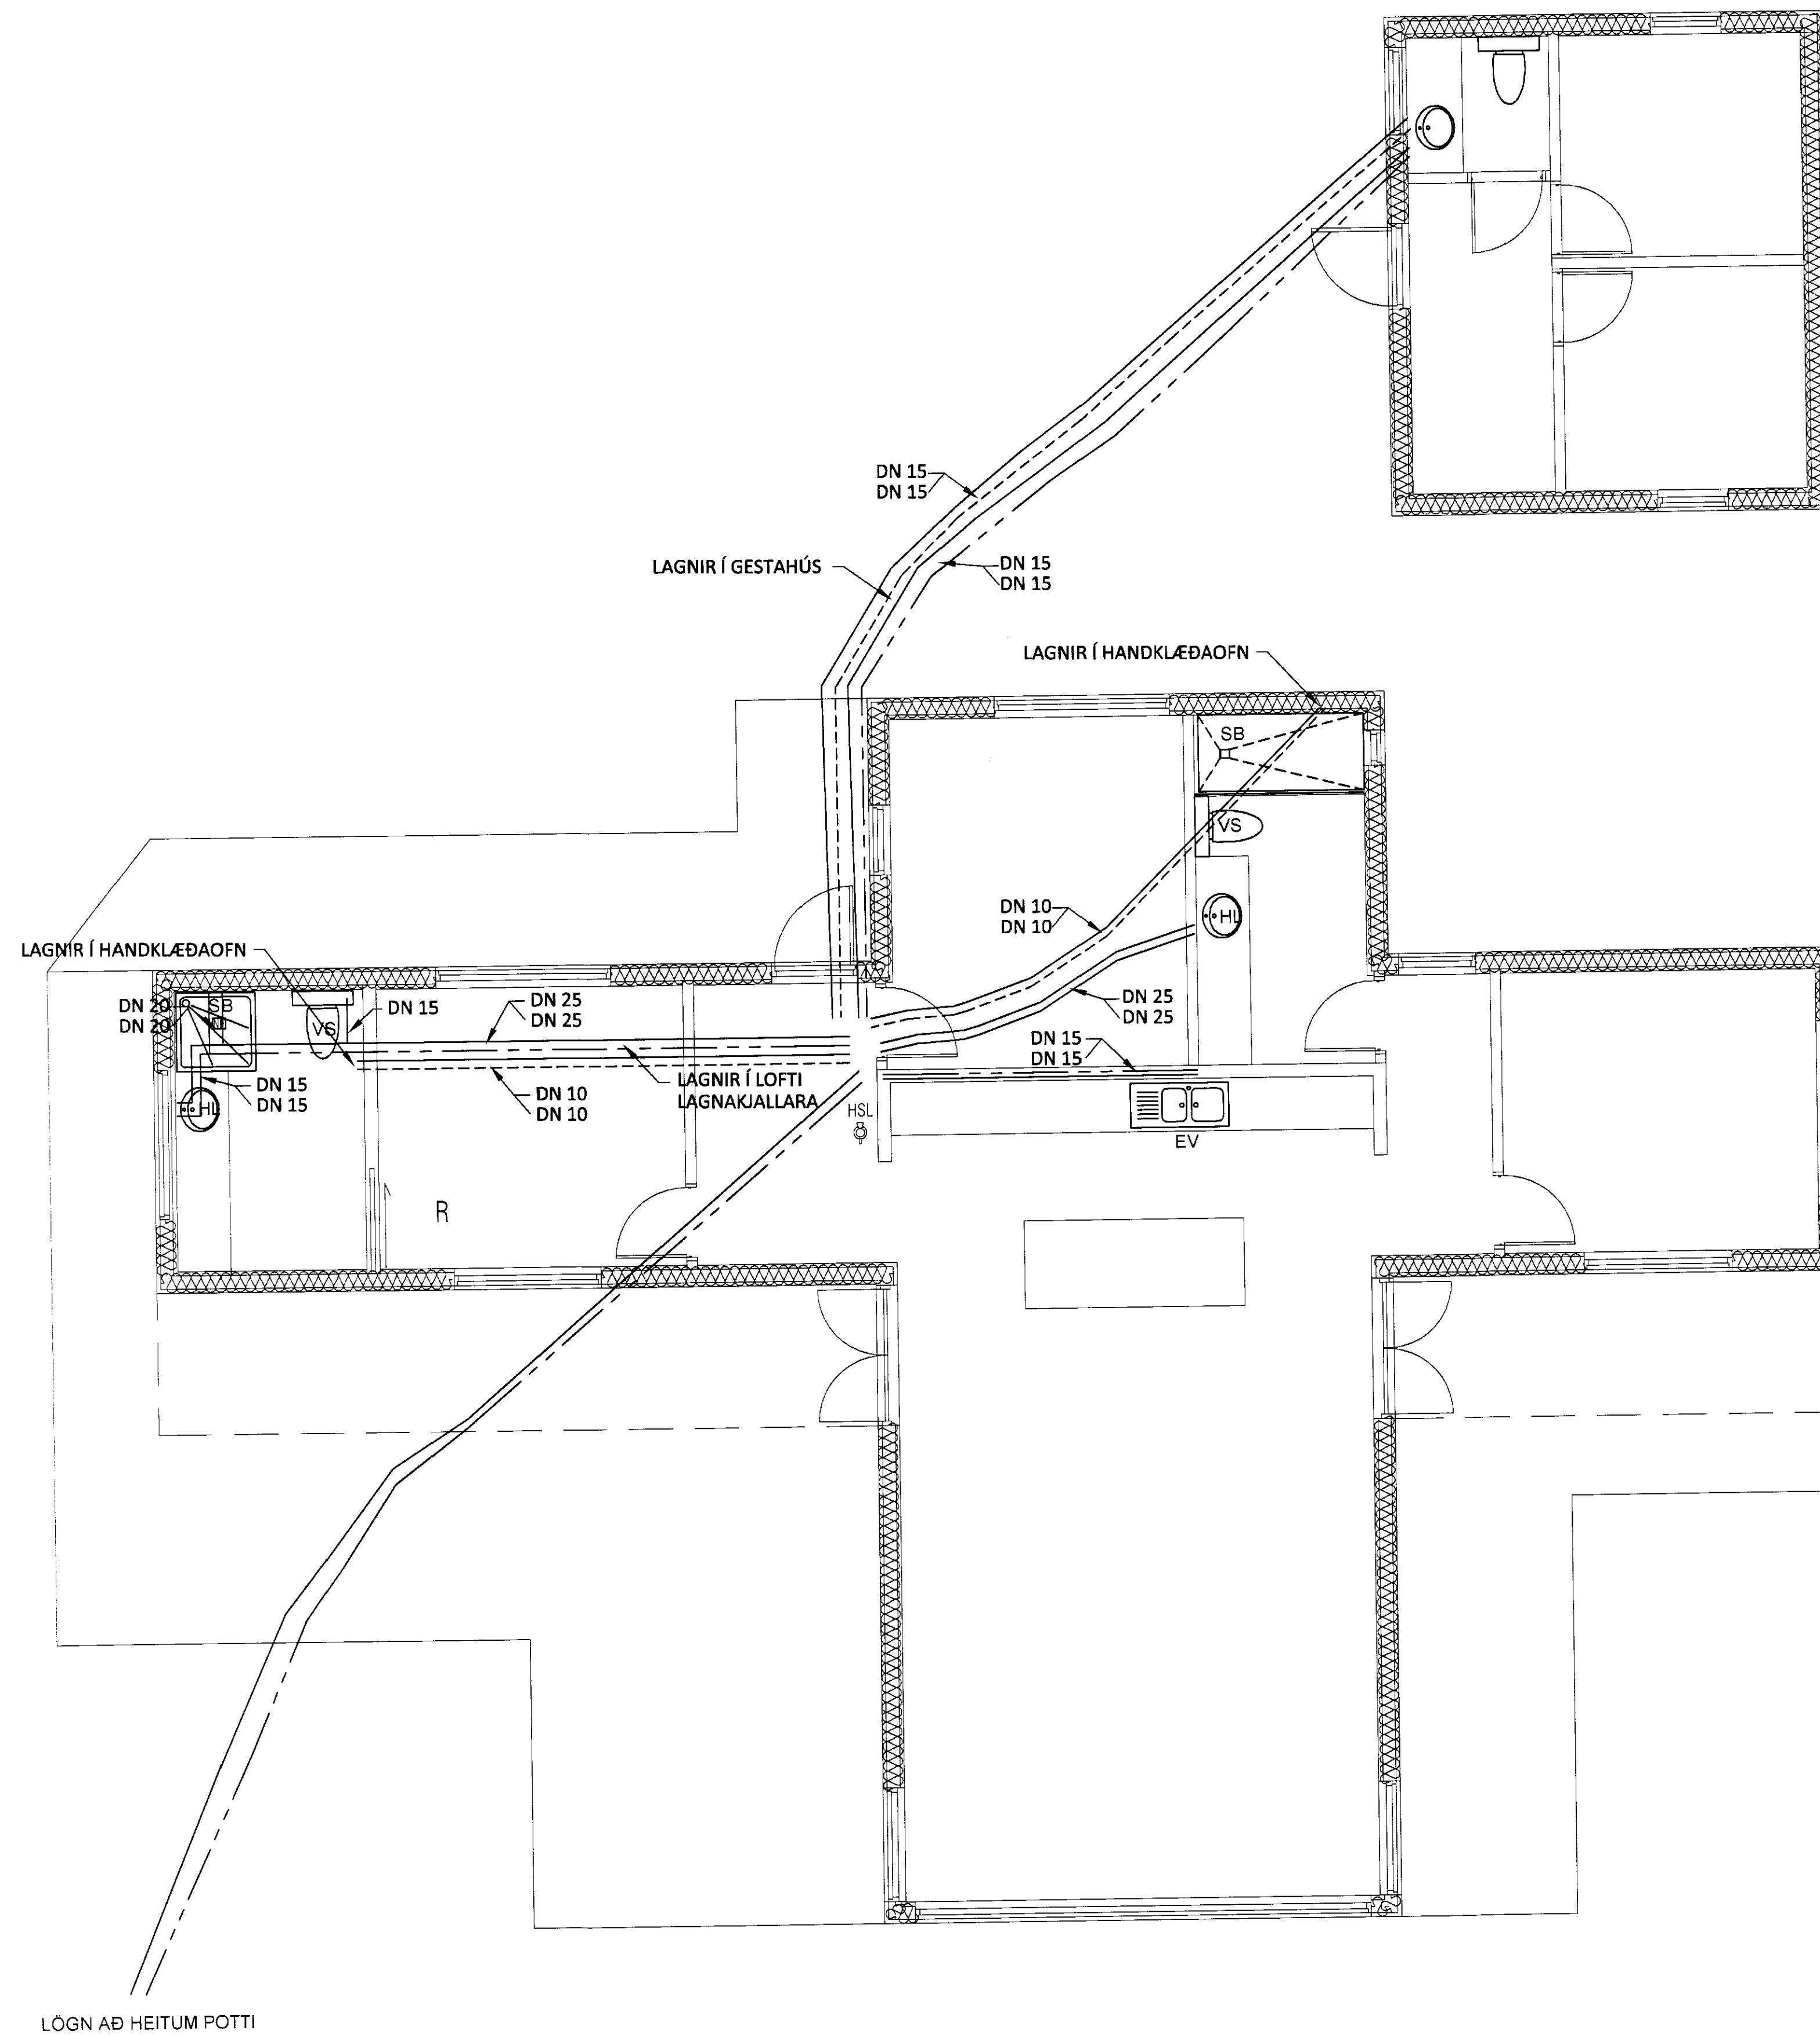 DN 15
DN 15
LAGNIR Í GESTAHÚS
DN 15
DN 15
LAGNIR Í HANDKLÆÐAOFN
SB
VS
HL
DN 10
DN 10
LAGNIR Í HANDKLÆÐAOFN
DN 20
DN 20
SB
VS
DN 15
DN 25
DN 25
DN 25
DN 25
DN 15
DN 15
DN 15
DN 15
HL
DN 10
DN 10
LAGNIR Í LOFTI
LAGNAKJALLARA
HSL
EV
R
LÖGN AÐ HEITUM POTTI